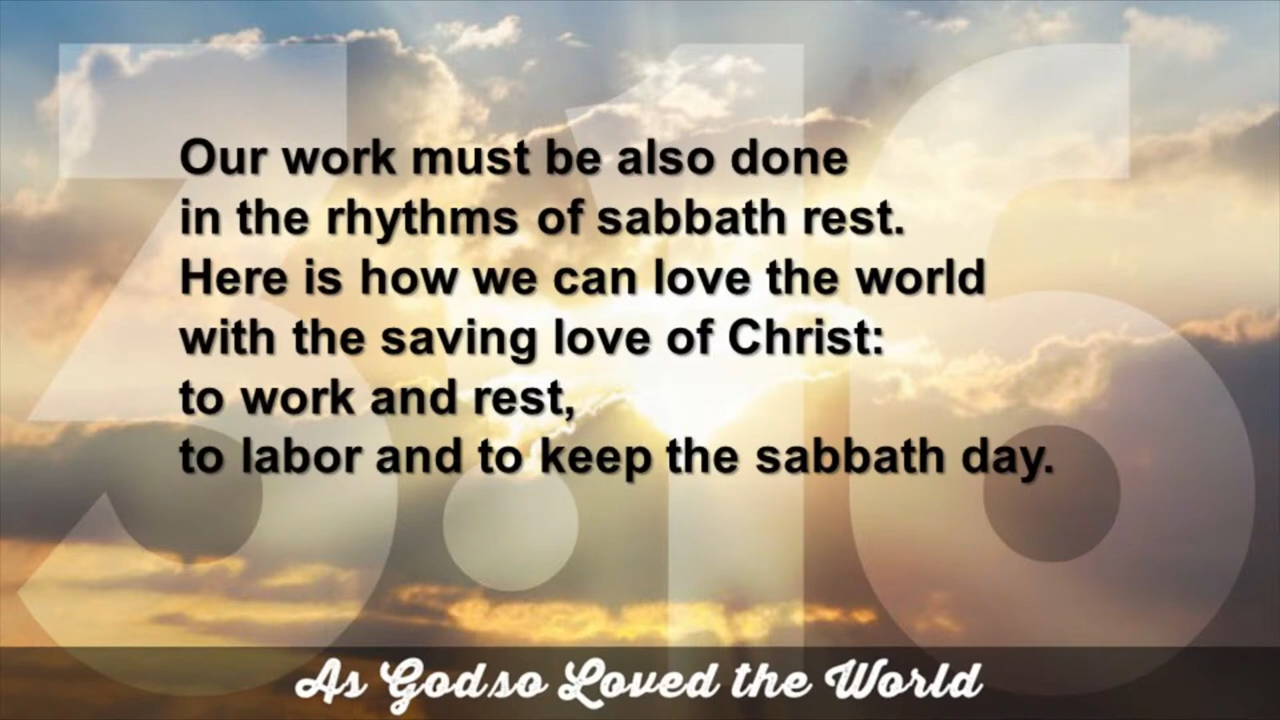 3:16
Our work must be also done
in the rhythms of sabbath rest.
Here is how we can love the world
with the saving love of Christ:
to work and rest,
to labor and to keep the sabbath day.
As God so Loved the World